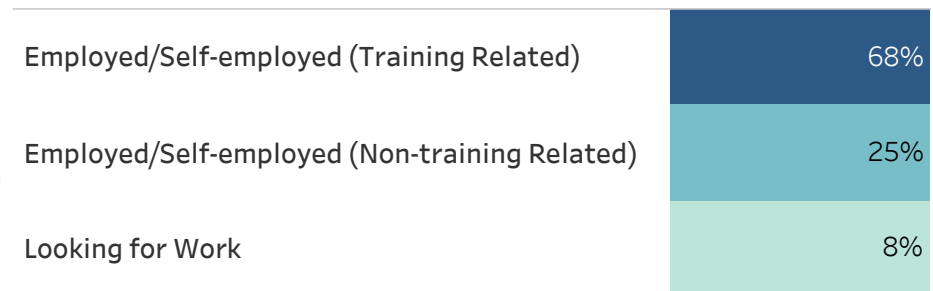 Employed/Self-employed (Training Related) 68%
Employed/Self-employed (Non-training Related) 25%
Looking for Work 8%